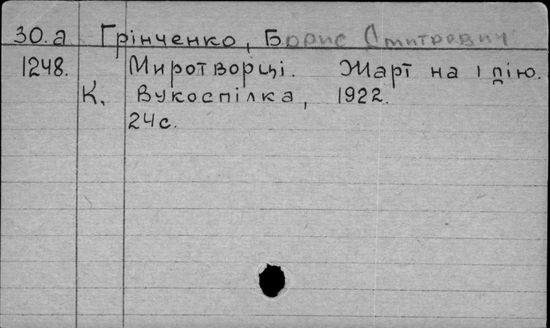 30.а Грінченко, Борис Дмитрович
1248. Миротворці. Жарт на 1 дію.
К. Вукоспілка, 1922.
24с.